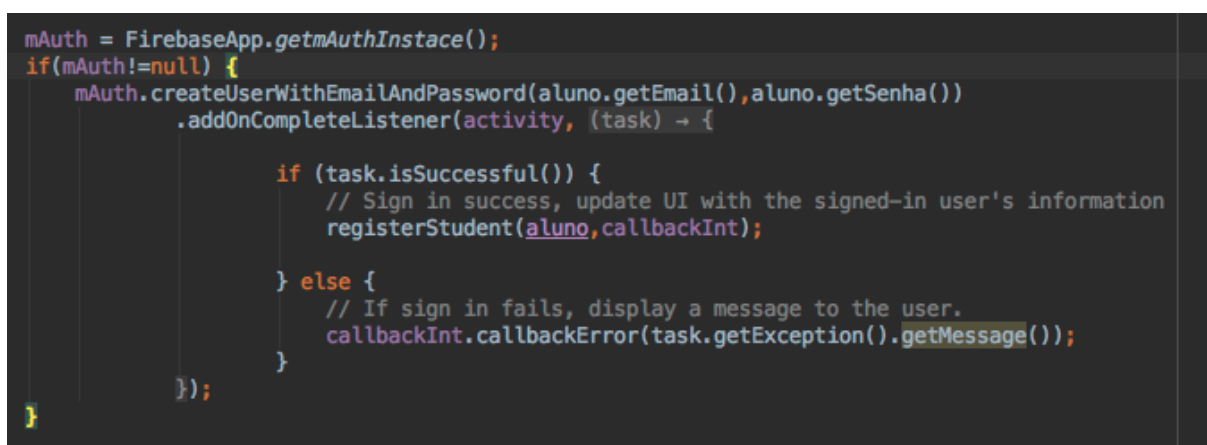 mAuth = FirebaseApp.getmAuthInstace();
if(mAuth!=null) {
mAuth.createUserWithEmailAndPassword(aluno.getEmail(),aluno.getSenha())
.addOnCompleteListener(activity, (task) → {
if (task.isSuccessful()) {
// Sign in success, update UI with the signed-in user's information
registerStudent(aluno,callbackInt);
} else {
// If sign in fails, display a message to the user.
callbackInt.callbackError(task.getException().getMessage());
}
});
}